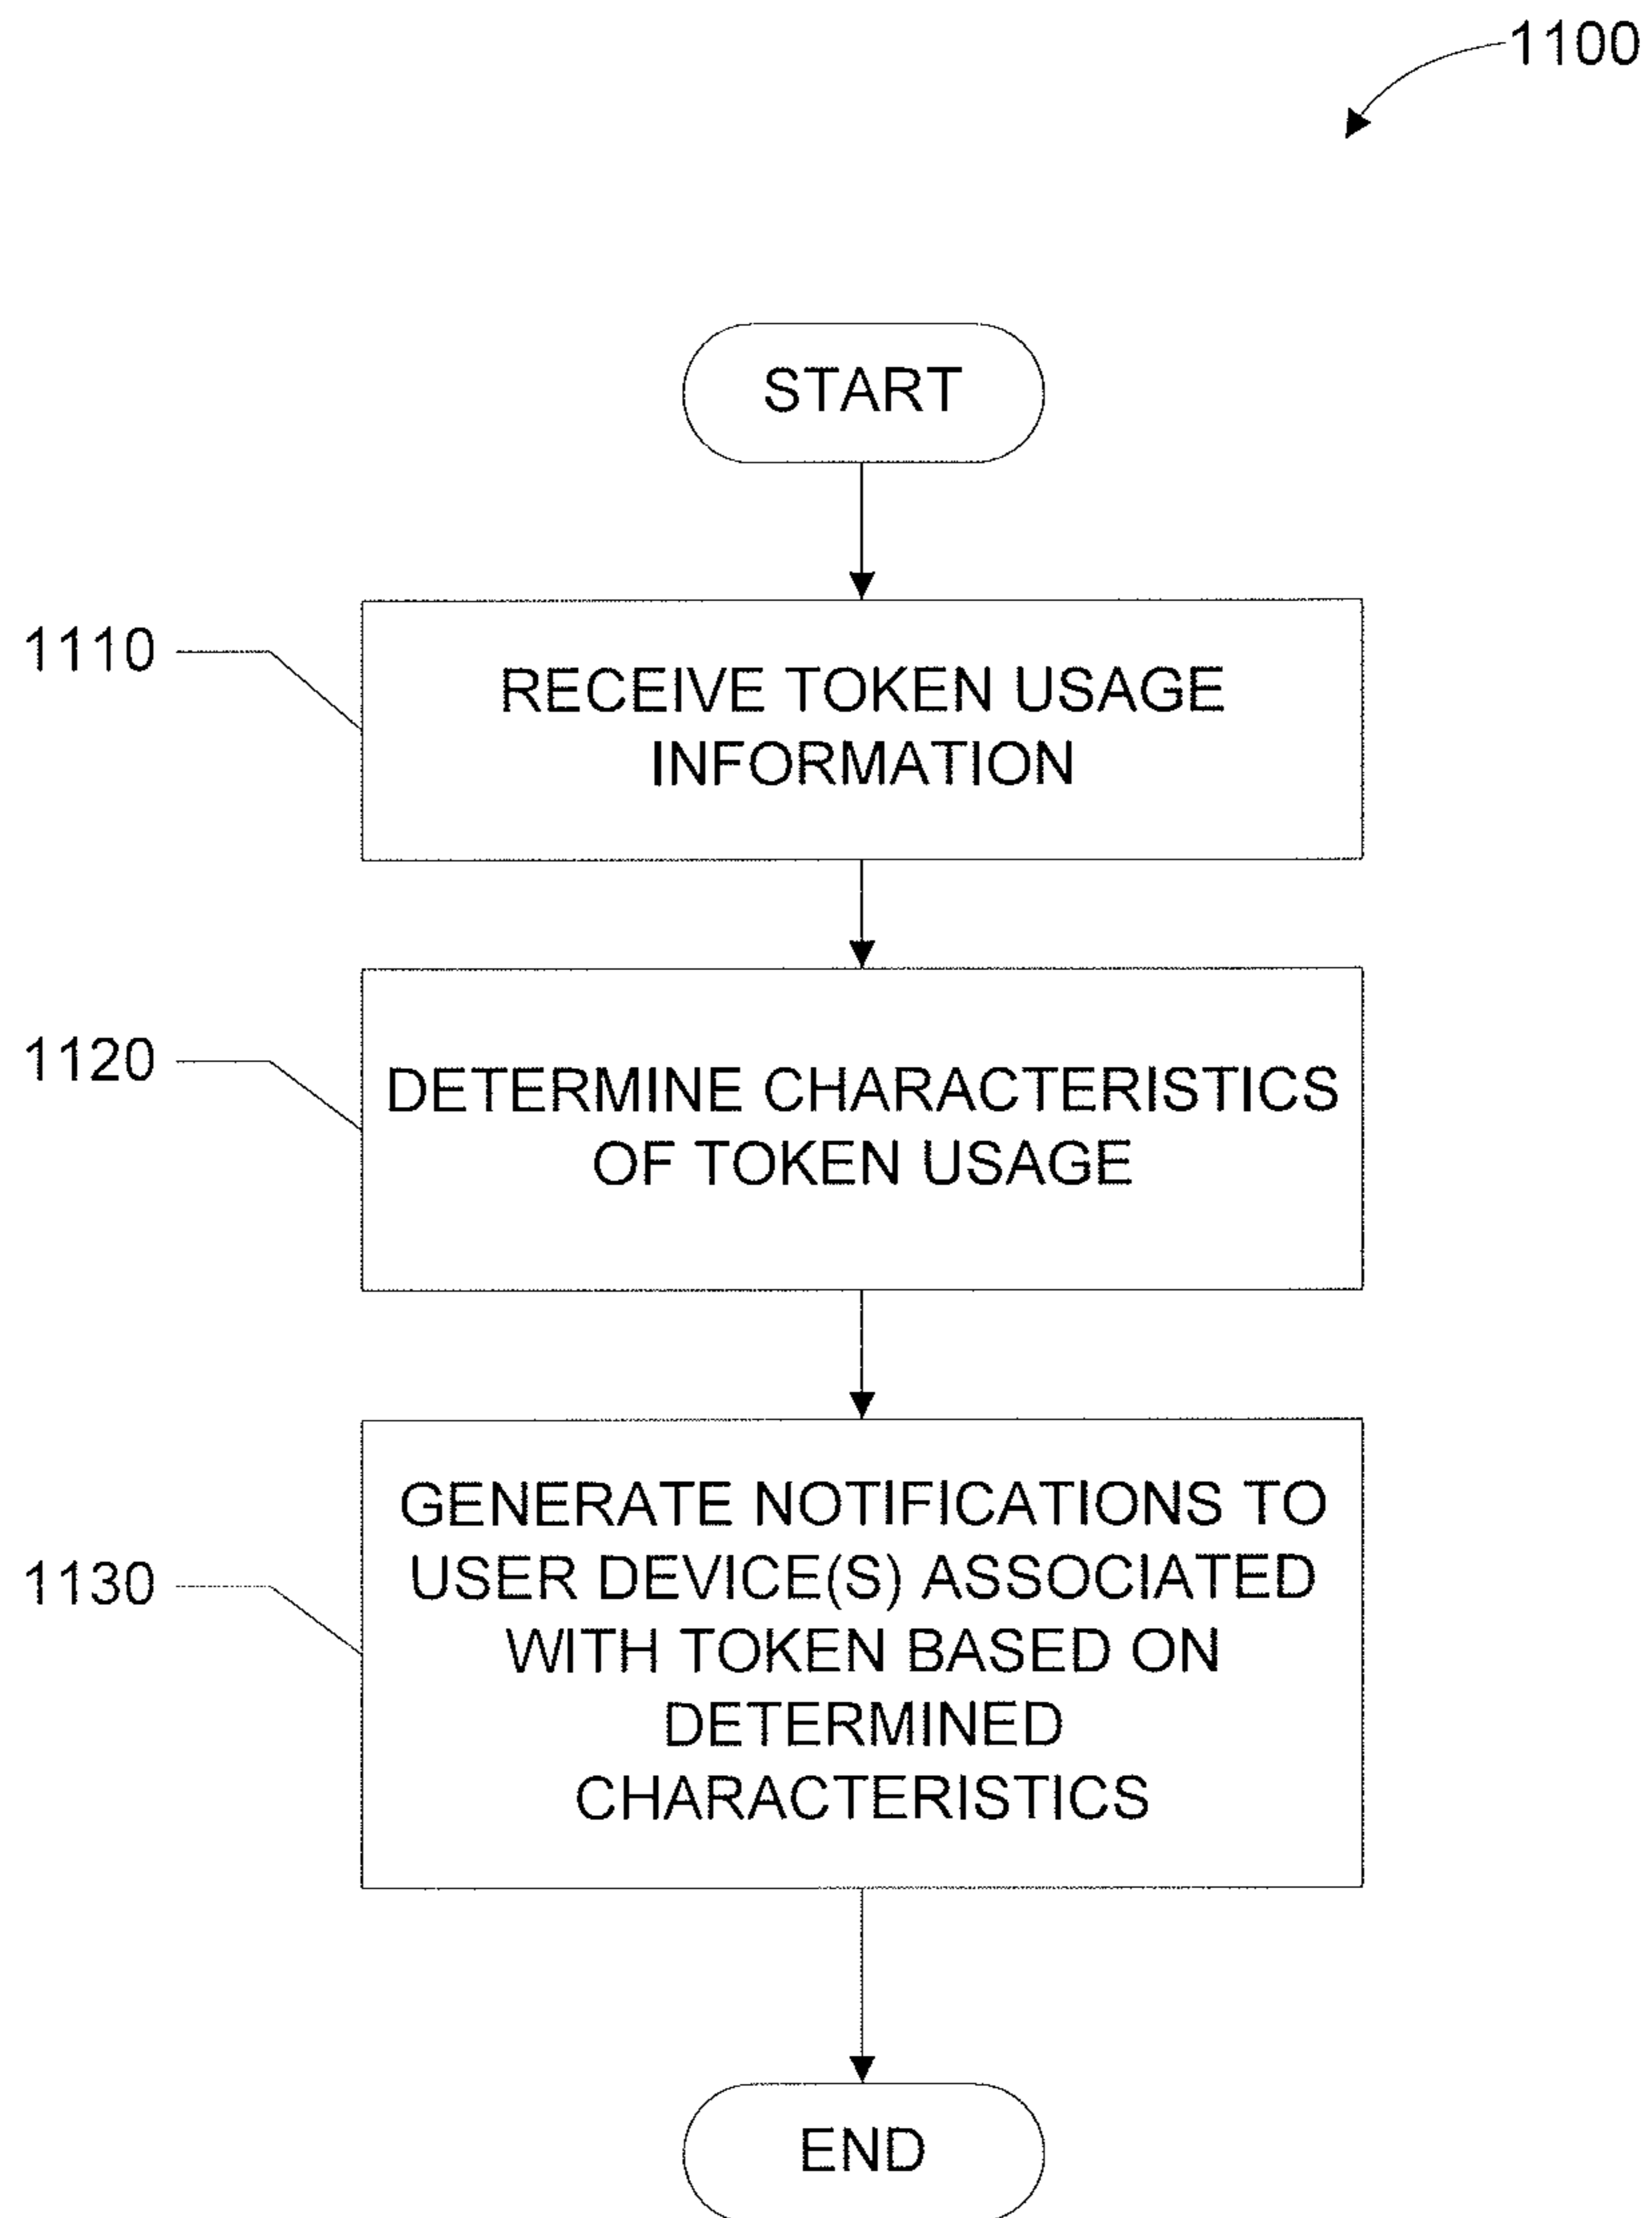 1100
START
1110
RECEIVE TOKEN USAGE
INFORMATION
1120
DETERMINE CHARACTERISTICS
OF TOKEN USAGE
1130
GENERATE NOTIFICATIONS TO
USER DEVICE(S) ASSOCIATED
WITH TOKEN BASED ON
DETERMINED
CHARACTERISTICS
END